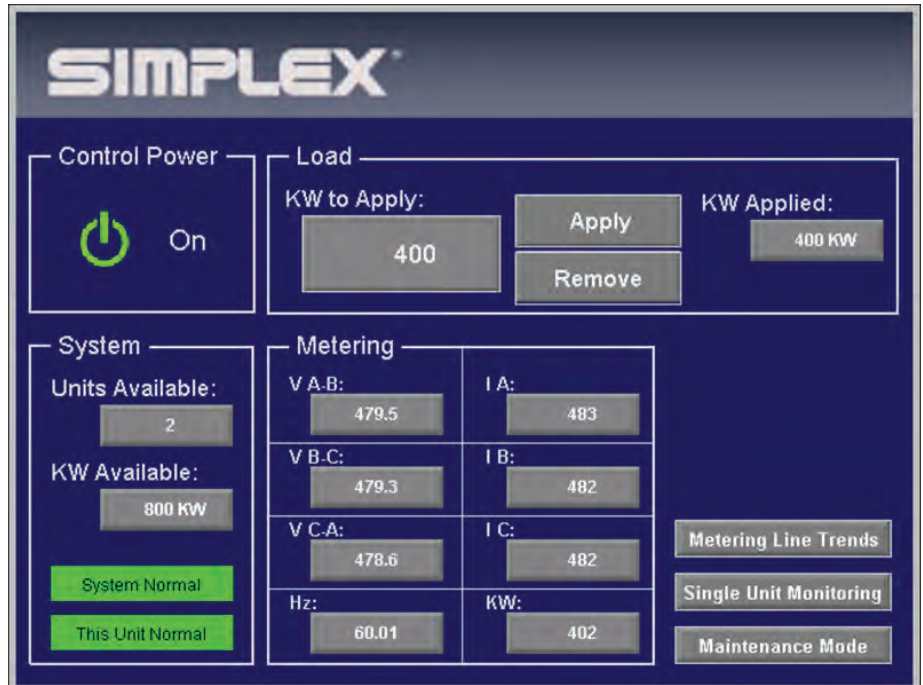 SIMPLEX
Control Power
On
Load
KW to Apply:
400
Apply
Remove
KW Applied:
400 KW
System
Units Available:
2
KW Available:
800 KW
System Normal
This Unit Normal
Metering
V A-B:
479.5
I A:
483
V B-C:
479.3
I B:
482
V C-A:
478.6
I C:
482
Hz:
60.01
KW:
402
Metering Line Trends
Single Unit Monitoring
Maintenance Mode